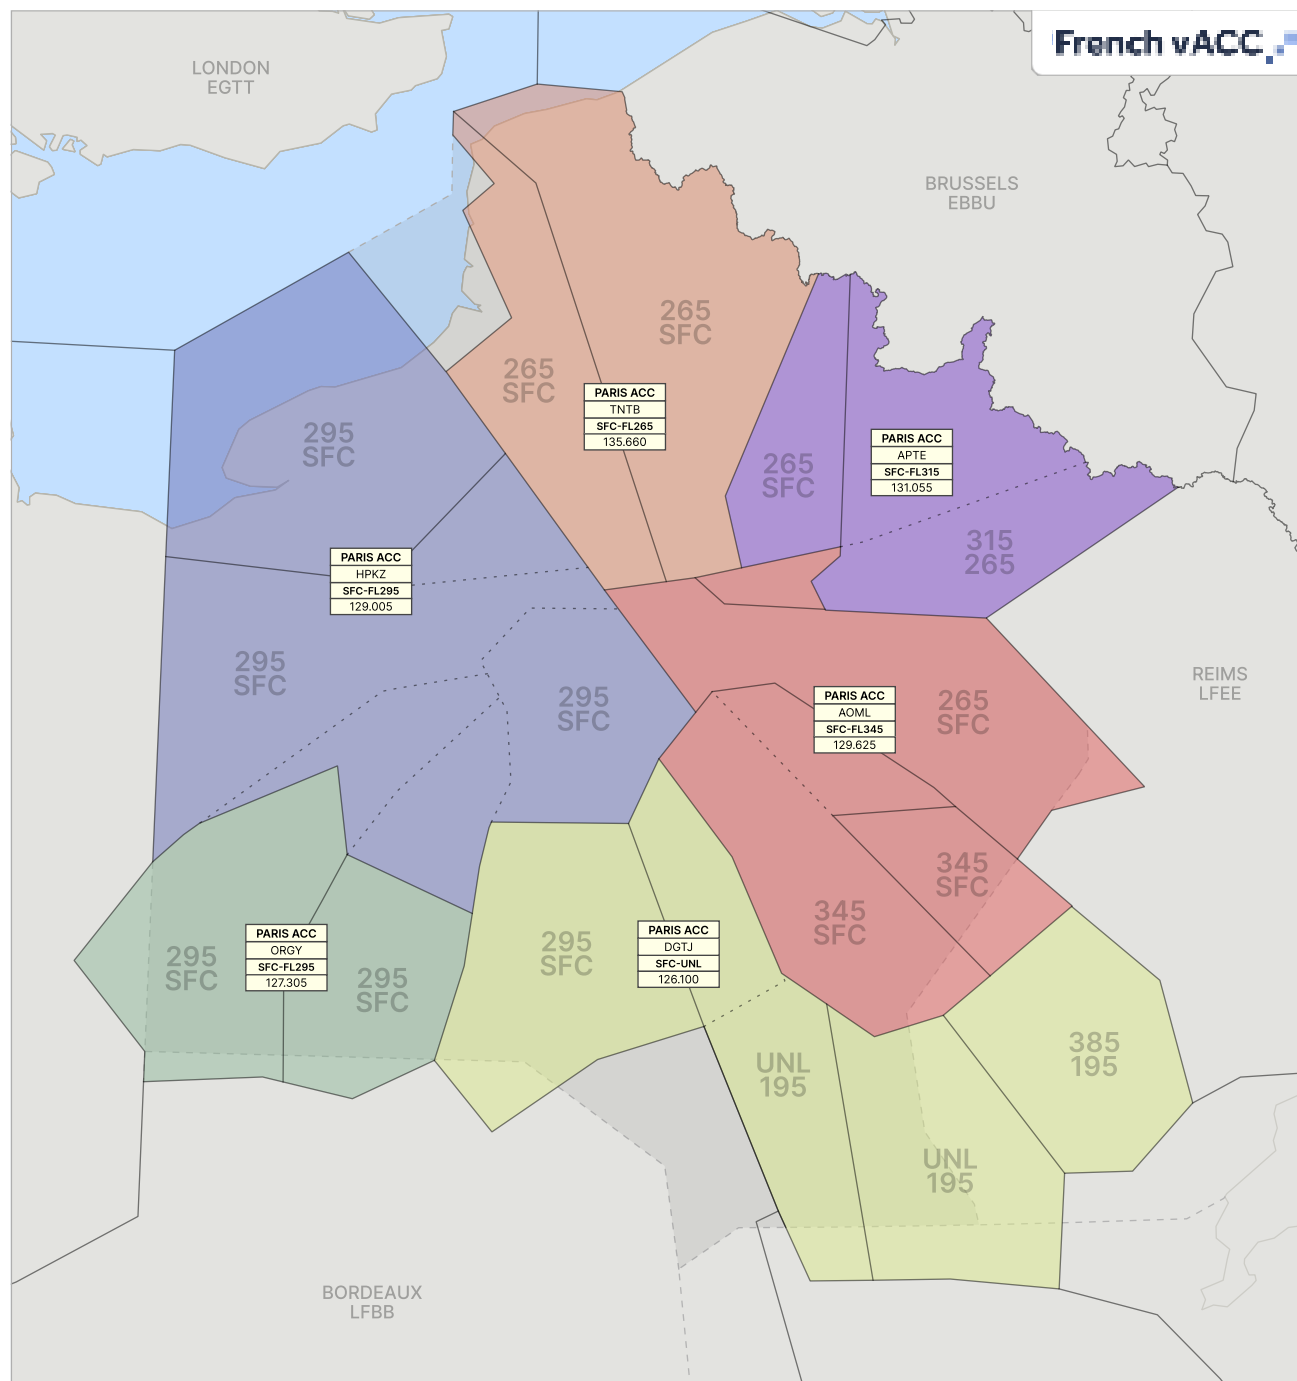 French vACC
LONDON
EGTT
BRUSSELS
EBBU
265
SFC
265
SFC
PARIS ACC
TNTB
SFC-FL265
135.660
295
SFC
265
SFC
PARIS ACC
APTE
SFC-FL315
131.055
315
265
PARIS ACC
HPKZ
SFC-FL295
129.005
295
SFC
295
SFC
PARIS ACC
AOML
SFC-FL345
129.625
265
SFC
REIMS
LFEE
345
SFC
345
SFC
295
SFC
PARIS ACC
ORGY
SFC-FL295
127.305
295
SFC
295
SFC
PARIS ACC
DGTJ
SFC-UNL
126.100
UNL
195
385
195
UNL
195
BORDEAUX
LFBB